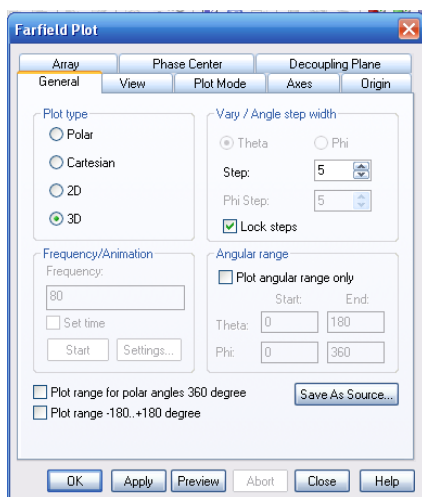 Farfield Plot
Array Phase Center Decoupling Plane
General View Plot Mode Axes Origin
Plot type
Polar
Cartesian
2D
3D
Vary / Angle step width
Theta Phi
Step: 5
Phi Step: 5
Lock steps
Frequency/Animation
Frequency:
80
Set time
Start Settings...
Angular range
Plot angular range only
Start: End:
Theta: 0 180
Phi: 0 360
Plot range for polar angles 360 degree
Plot range -180..+180 degree
Save As Source...
OK Apply Preview Abort Close Help